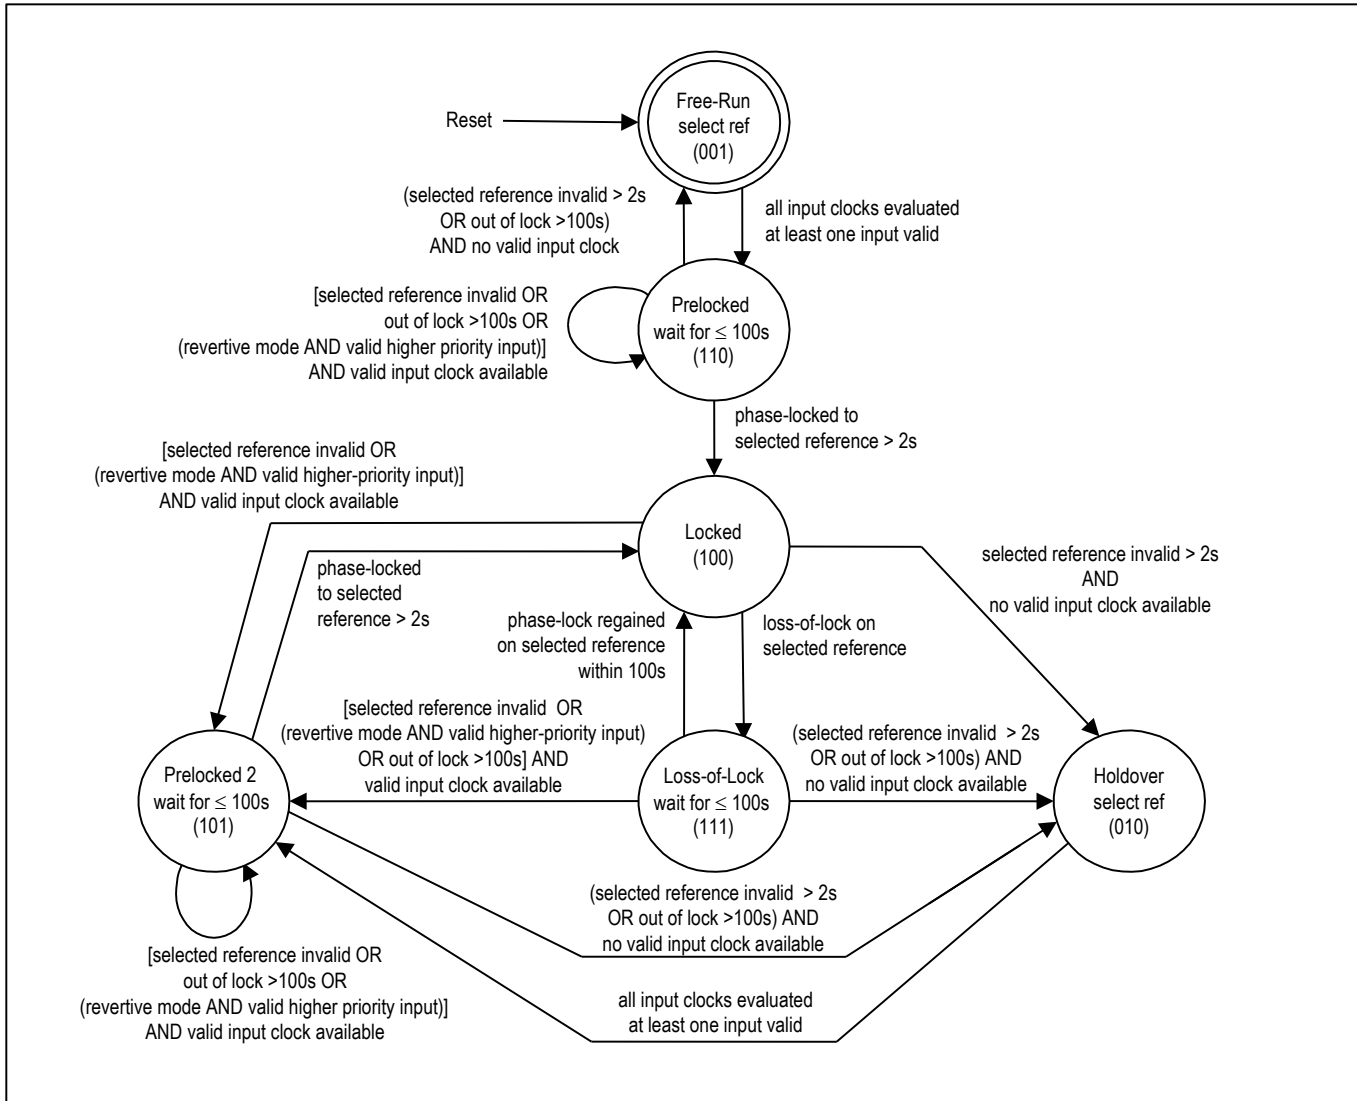 Free-Run
select ref
(001)
Reset
(selected reference invalid > 2s
OR out of lock >100s)
AND no valid input clock
all input clocks evaluated
at least one input valid
[selected reference invalid OR
out of lock >100s OR
(revertive mode AND valid higher priority input)]
AND valid input clock available
Prelocked
wait for ≤ 100s
(110)
phase-locked to
selected reference > 2s
[selected reference invalid OR
(revertive mode AND valid higher-priority input)]
AND valid input clock available
Locked
(100)
phase-locked
to selected
reference > 2s
selected reference invalid > 2s
AND
no valid input clock available
phase-lock regained
on selected reference
within 100s
loss-of-lock on
selected reference
[selected reference invalid OR
(revertive mode AND valid higher-priority input)
OR out of lock >100s] AND
valid input clock available
(selected reference invalid > 2s
OR out of lock >100s) AND
no valid input clock available
Prelocked 2
wait for ≤ 100s
(101)
Loss-of-Lock
wait for ≤ 100s
(111)
Holdover
select ref
(010)
(selected reference invalid > 2s
OR out of lock >100s) AND
no valid input clock available
[selected reference invalid OR
out of lock >100s OR
(revertive mode AND valid higher priority input)]
AND valid input clock available
all input clocks evaluated
at least one input valid